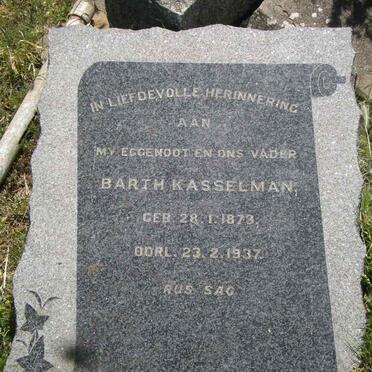 IN LIEFDEVOLLE HERINNERING
AAN
MY EGGENOOT EN ONS VADER
BARTH KASSELMAN,
GEB. 28.1.1873,
OORL. 23.2.1937.
RUS SAG